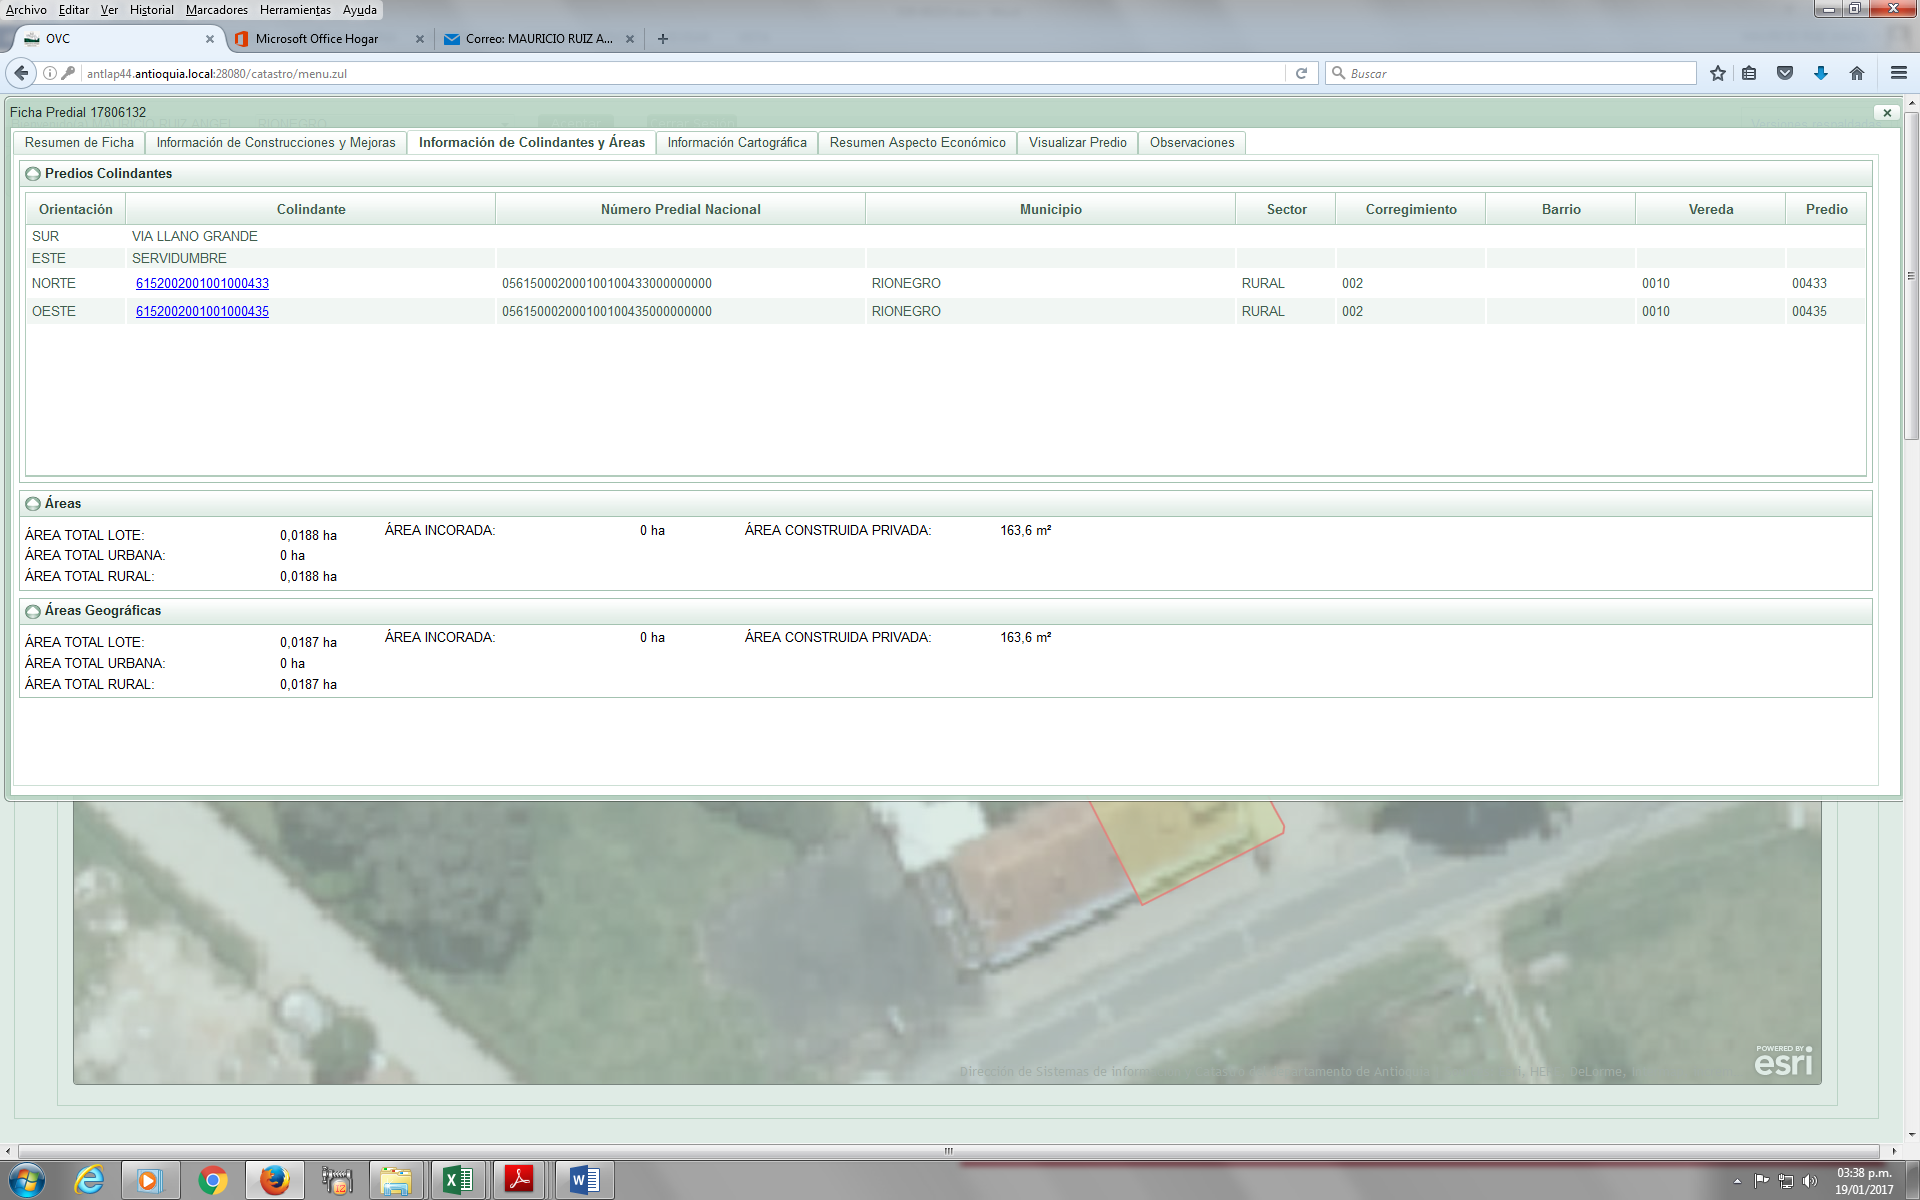 Archivo Editar Ver Historial Marcadores Herramientas Ayuda
OVC
Microsoft Office Hogar
Correo: MAURICIO RUIZ A...
antlap44.antioquia.local:28080/catastro/menu.zul
Buscar
Ficha Predial 17806132
Resumen de Ficha Información de Construcciones y Mejoras Información de Colindantes y Áreas Información Cartográfica Resumen Aspecto Económico Visualizar Predio Observaciones
Predios Colindantes
Orientación Colindante Número Predial Nacional Municipio Sector Corregimiento Barrio Vereda Predio
SUR VIA LLANO GRANDE
ESTE SERVIDUMBRE
NORTE 6152002001001000433 056150002000100100433000000000 RIONEGRO RURAL 002 0010 00433
OESTE 6152002001001000435 056150002000100100435000000000 RIONEGRO RURAL 002 0010 00435
Áreas
ÁREA TOTAL LOTE: 0,0188 ha ÁREA INCORADA: 0 ha ÁREA CONSTRUIDA PRIVADA: 163,6 m²
ÁREA TOTAL URBANA: 0 ha
ÁREA TOTAL RURAL: 0,0188 ha
Áreas Geográficas
ÁREA TOTAL LOTE: 0,0187 ha ÁREA INCORADA: 0 ha ÁREA CONSTRUIDA PRIVADA: 163,6 m²
ÁREA TOTAL URBANA: 0 ha
ÁREA TOTAL RURAL: 0,0187 ha
POWERED BY
esri
Dirección de Sistemas de DeLorme,
03:38 p.m.
19/01/2017